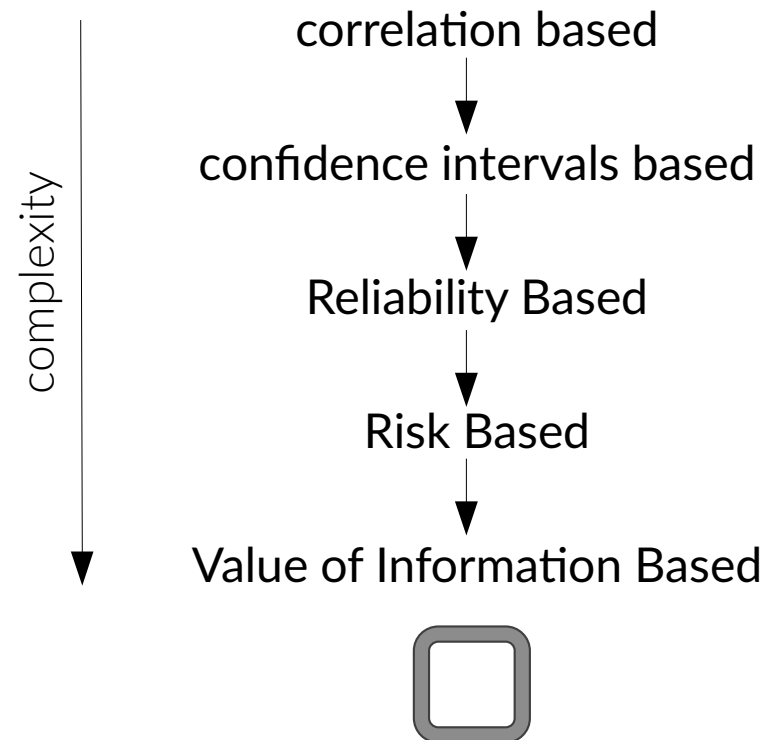 correlation based
confidence intervals based
complexity
Reliability Based
Risk Based
Value of Information Based